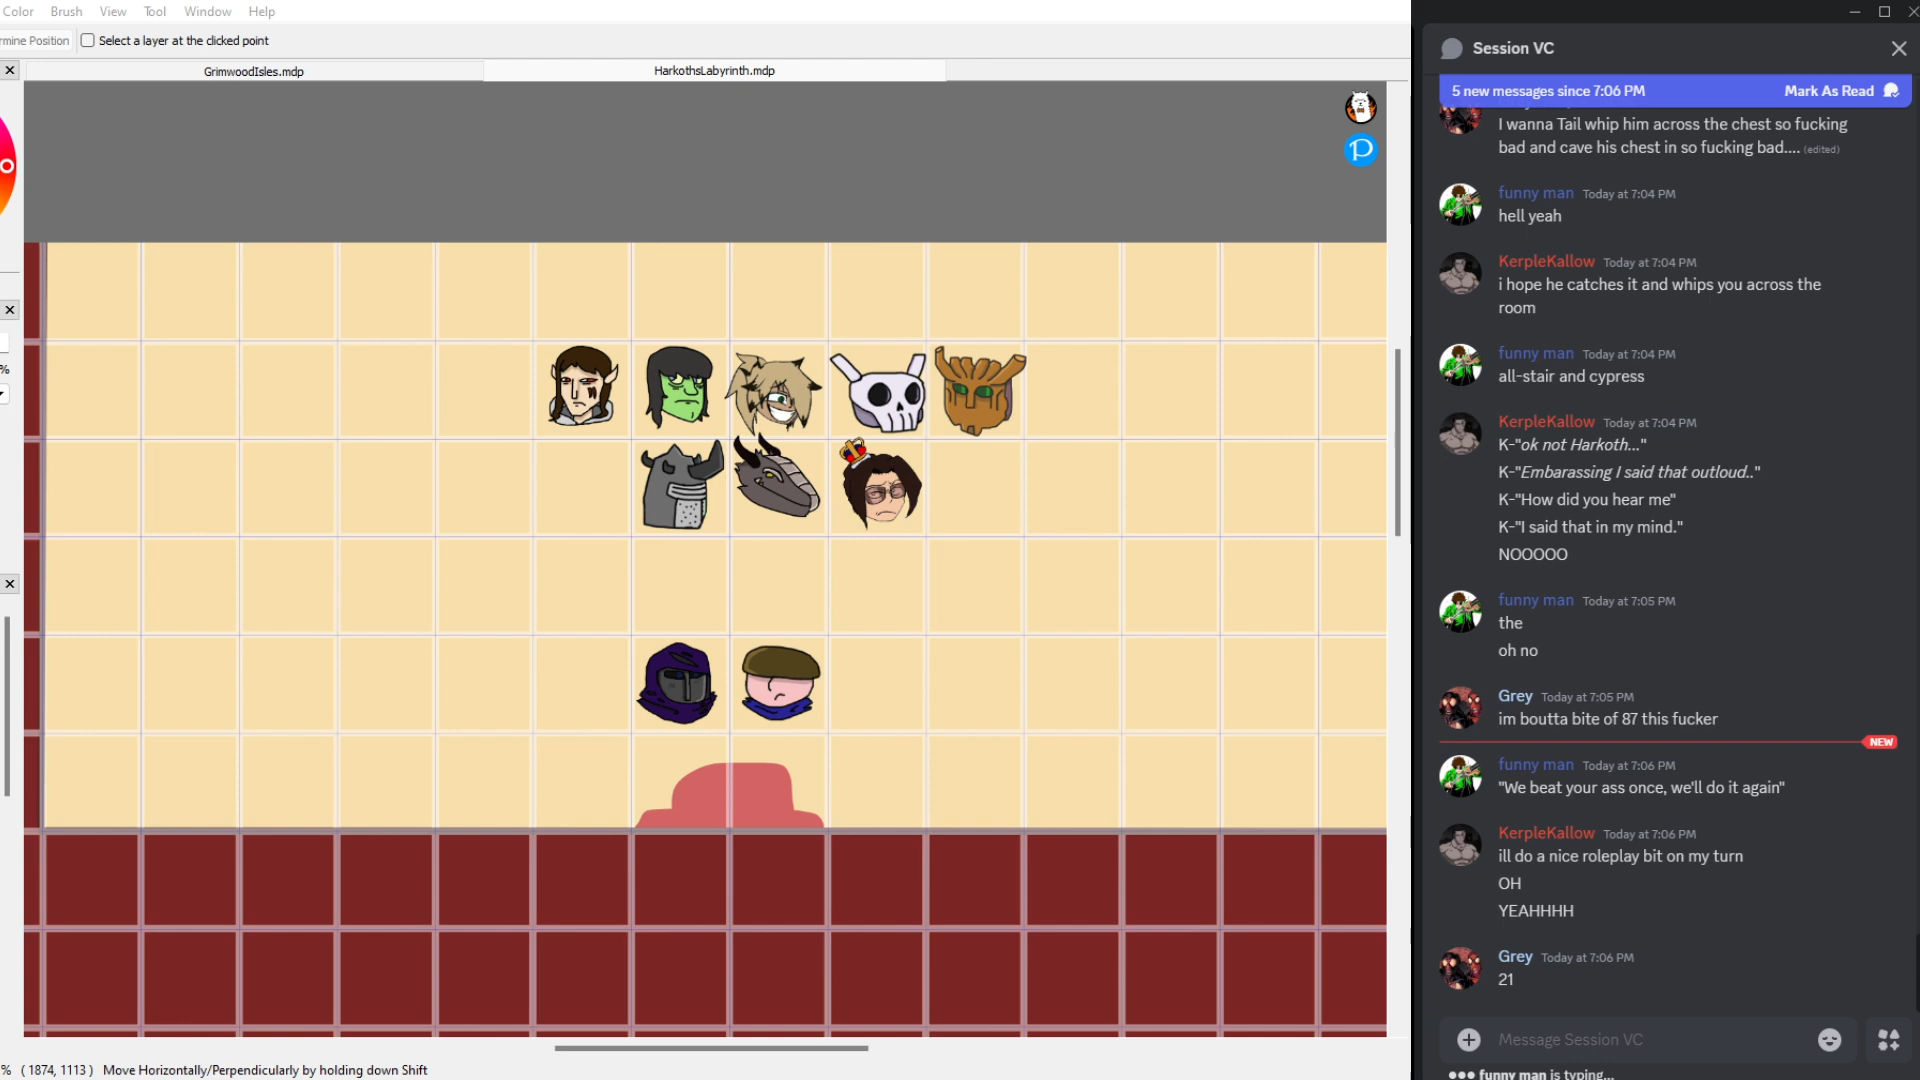 Color Brush View Tool Window Help
rmine Position Select a layer at the clicked point
GrimwoodIsles.mdp HarkothsLabyrinth.mdp
%
% ( 1874, 1113 ) Move Horizontally/Perpendicularly by holding down Shift
Session VC
5 new messages since 7:06 PM Mark As Read
I wanna Tail whip him across the chest so fucking
bad and cave his chest in so fucking bad.... (edited)
funny man Today at 7:04 PM
hell yeah
KerpleKallow Today at 7:04 PM
i hope he catches it and whips you across the
room
funny man Today at 7:04 PM
all-stair and cypress
KerpleKallow Today at 7:04 PM
K-"ok not Harkoth..."
K-"Embarassing I said that outloud.."
K-"How did you hear me"
K-"I said that in my mind."
NOOOOO
funny man Today at 7:05 PM
the
oh no
Grey Today at 7:05 PM
im boutta bite of 87 this fucker
NEW
funny man Today at 7:06 PM
"We beat your ass once, we'll do it again"
KerpleKallow Today at 7:06 PM
ill do a nice roleplay bit on my turn
OH
YEAHHHH
Grey Today at 7:06 PM
21
Message Session VC
funny man is typing...